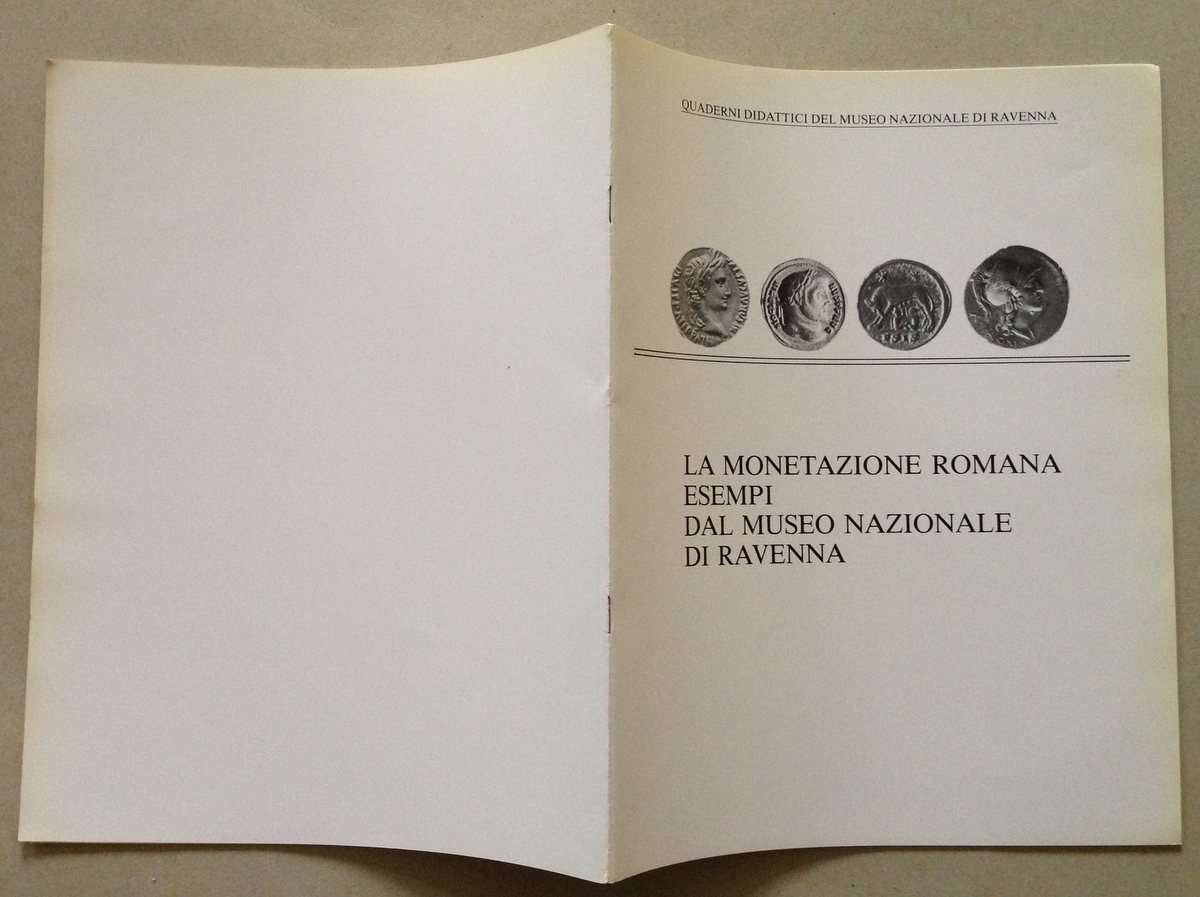 QUADERNI DIDATTICI DEL MUSEO NAZIONALE DI RAVENNA
LA MONETAZIONE ROMANA
ESEMPI
DAL MUSEO NAZIONALE
DI RAVENNA